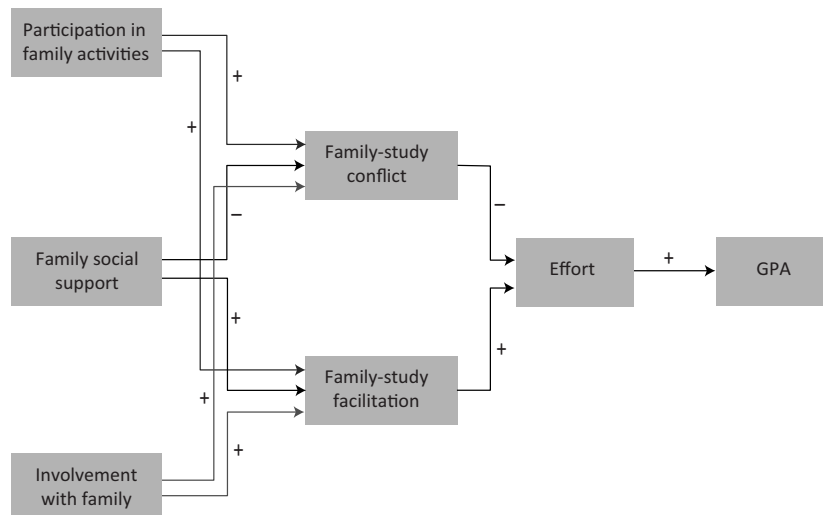 Participation in
family activities
+
+
Family-study
conflict
–
–
Family social
support
Effort
+
GPA
+
+
Family-study
facilitation
+
+
Involvement
with family